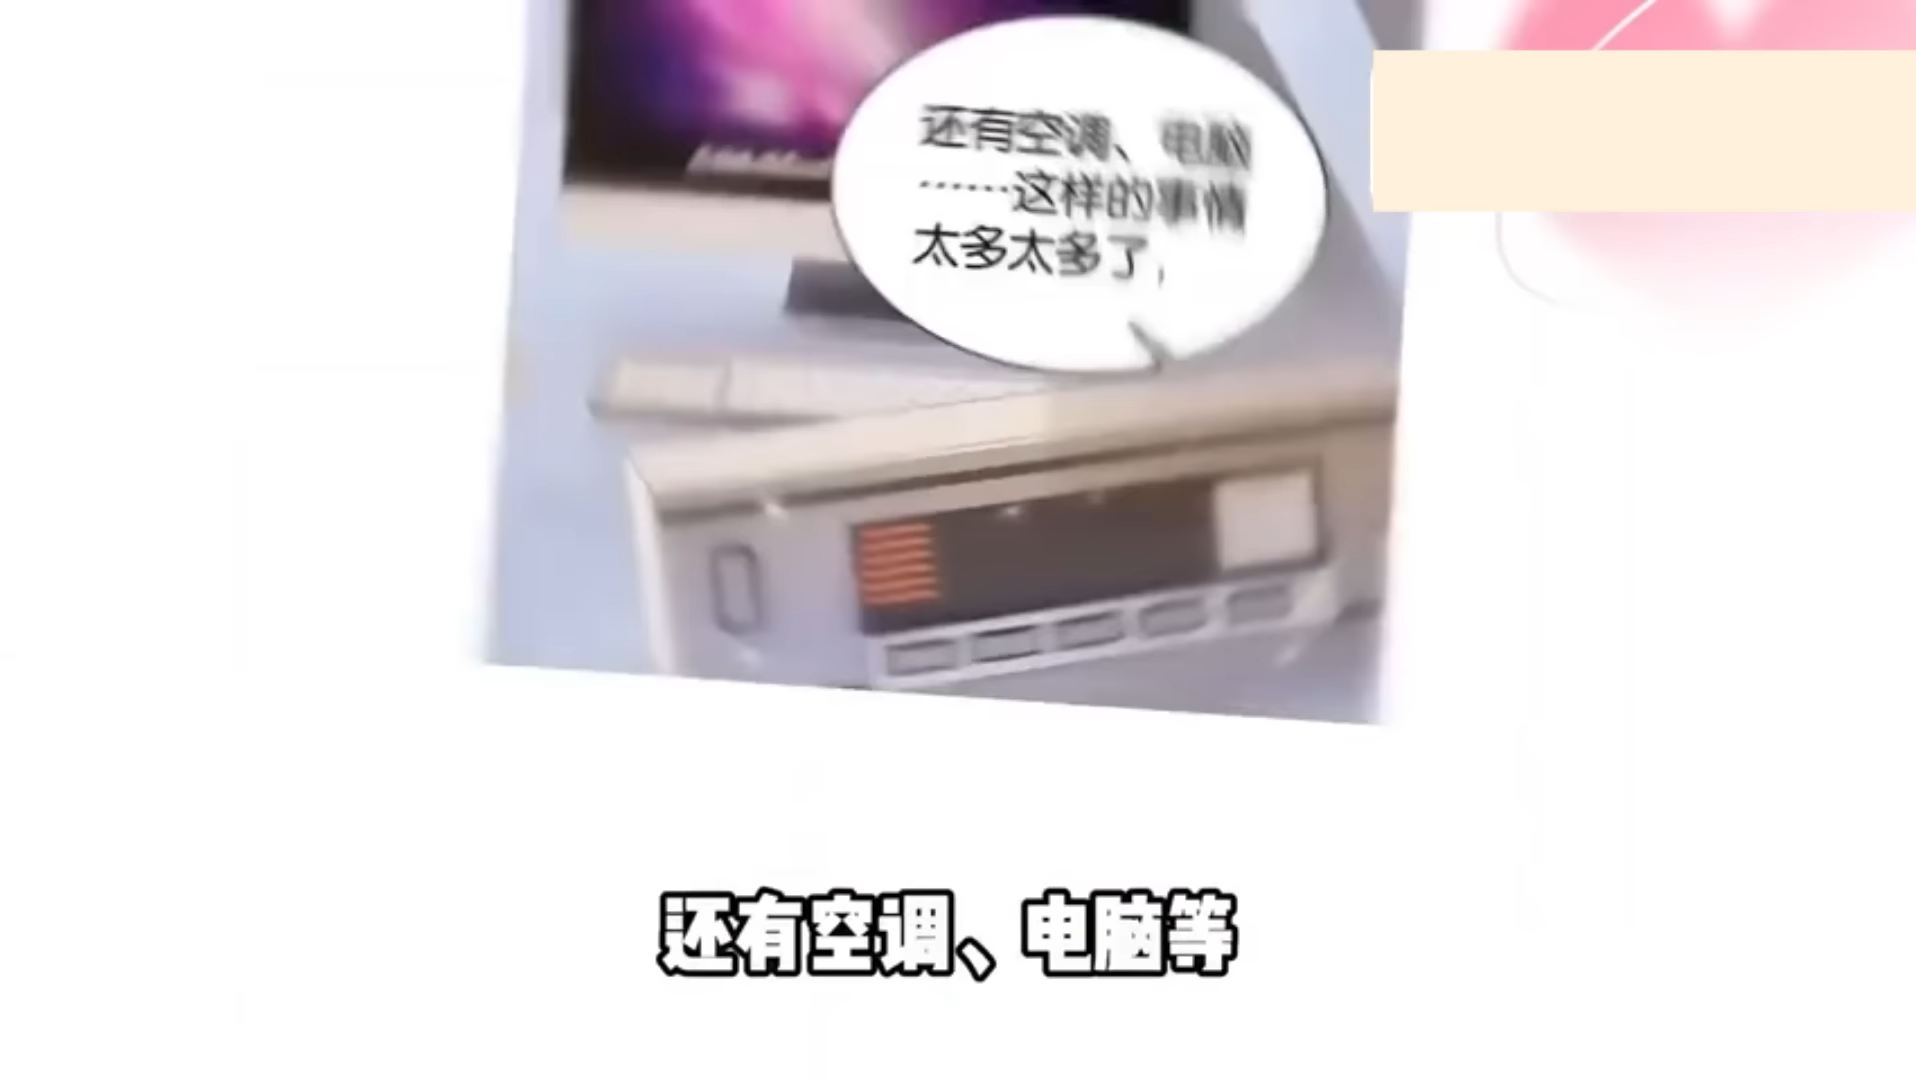 还有空调、电脑
……这样的事情
太多太多了，
还有空调、电脑等